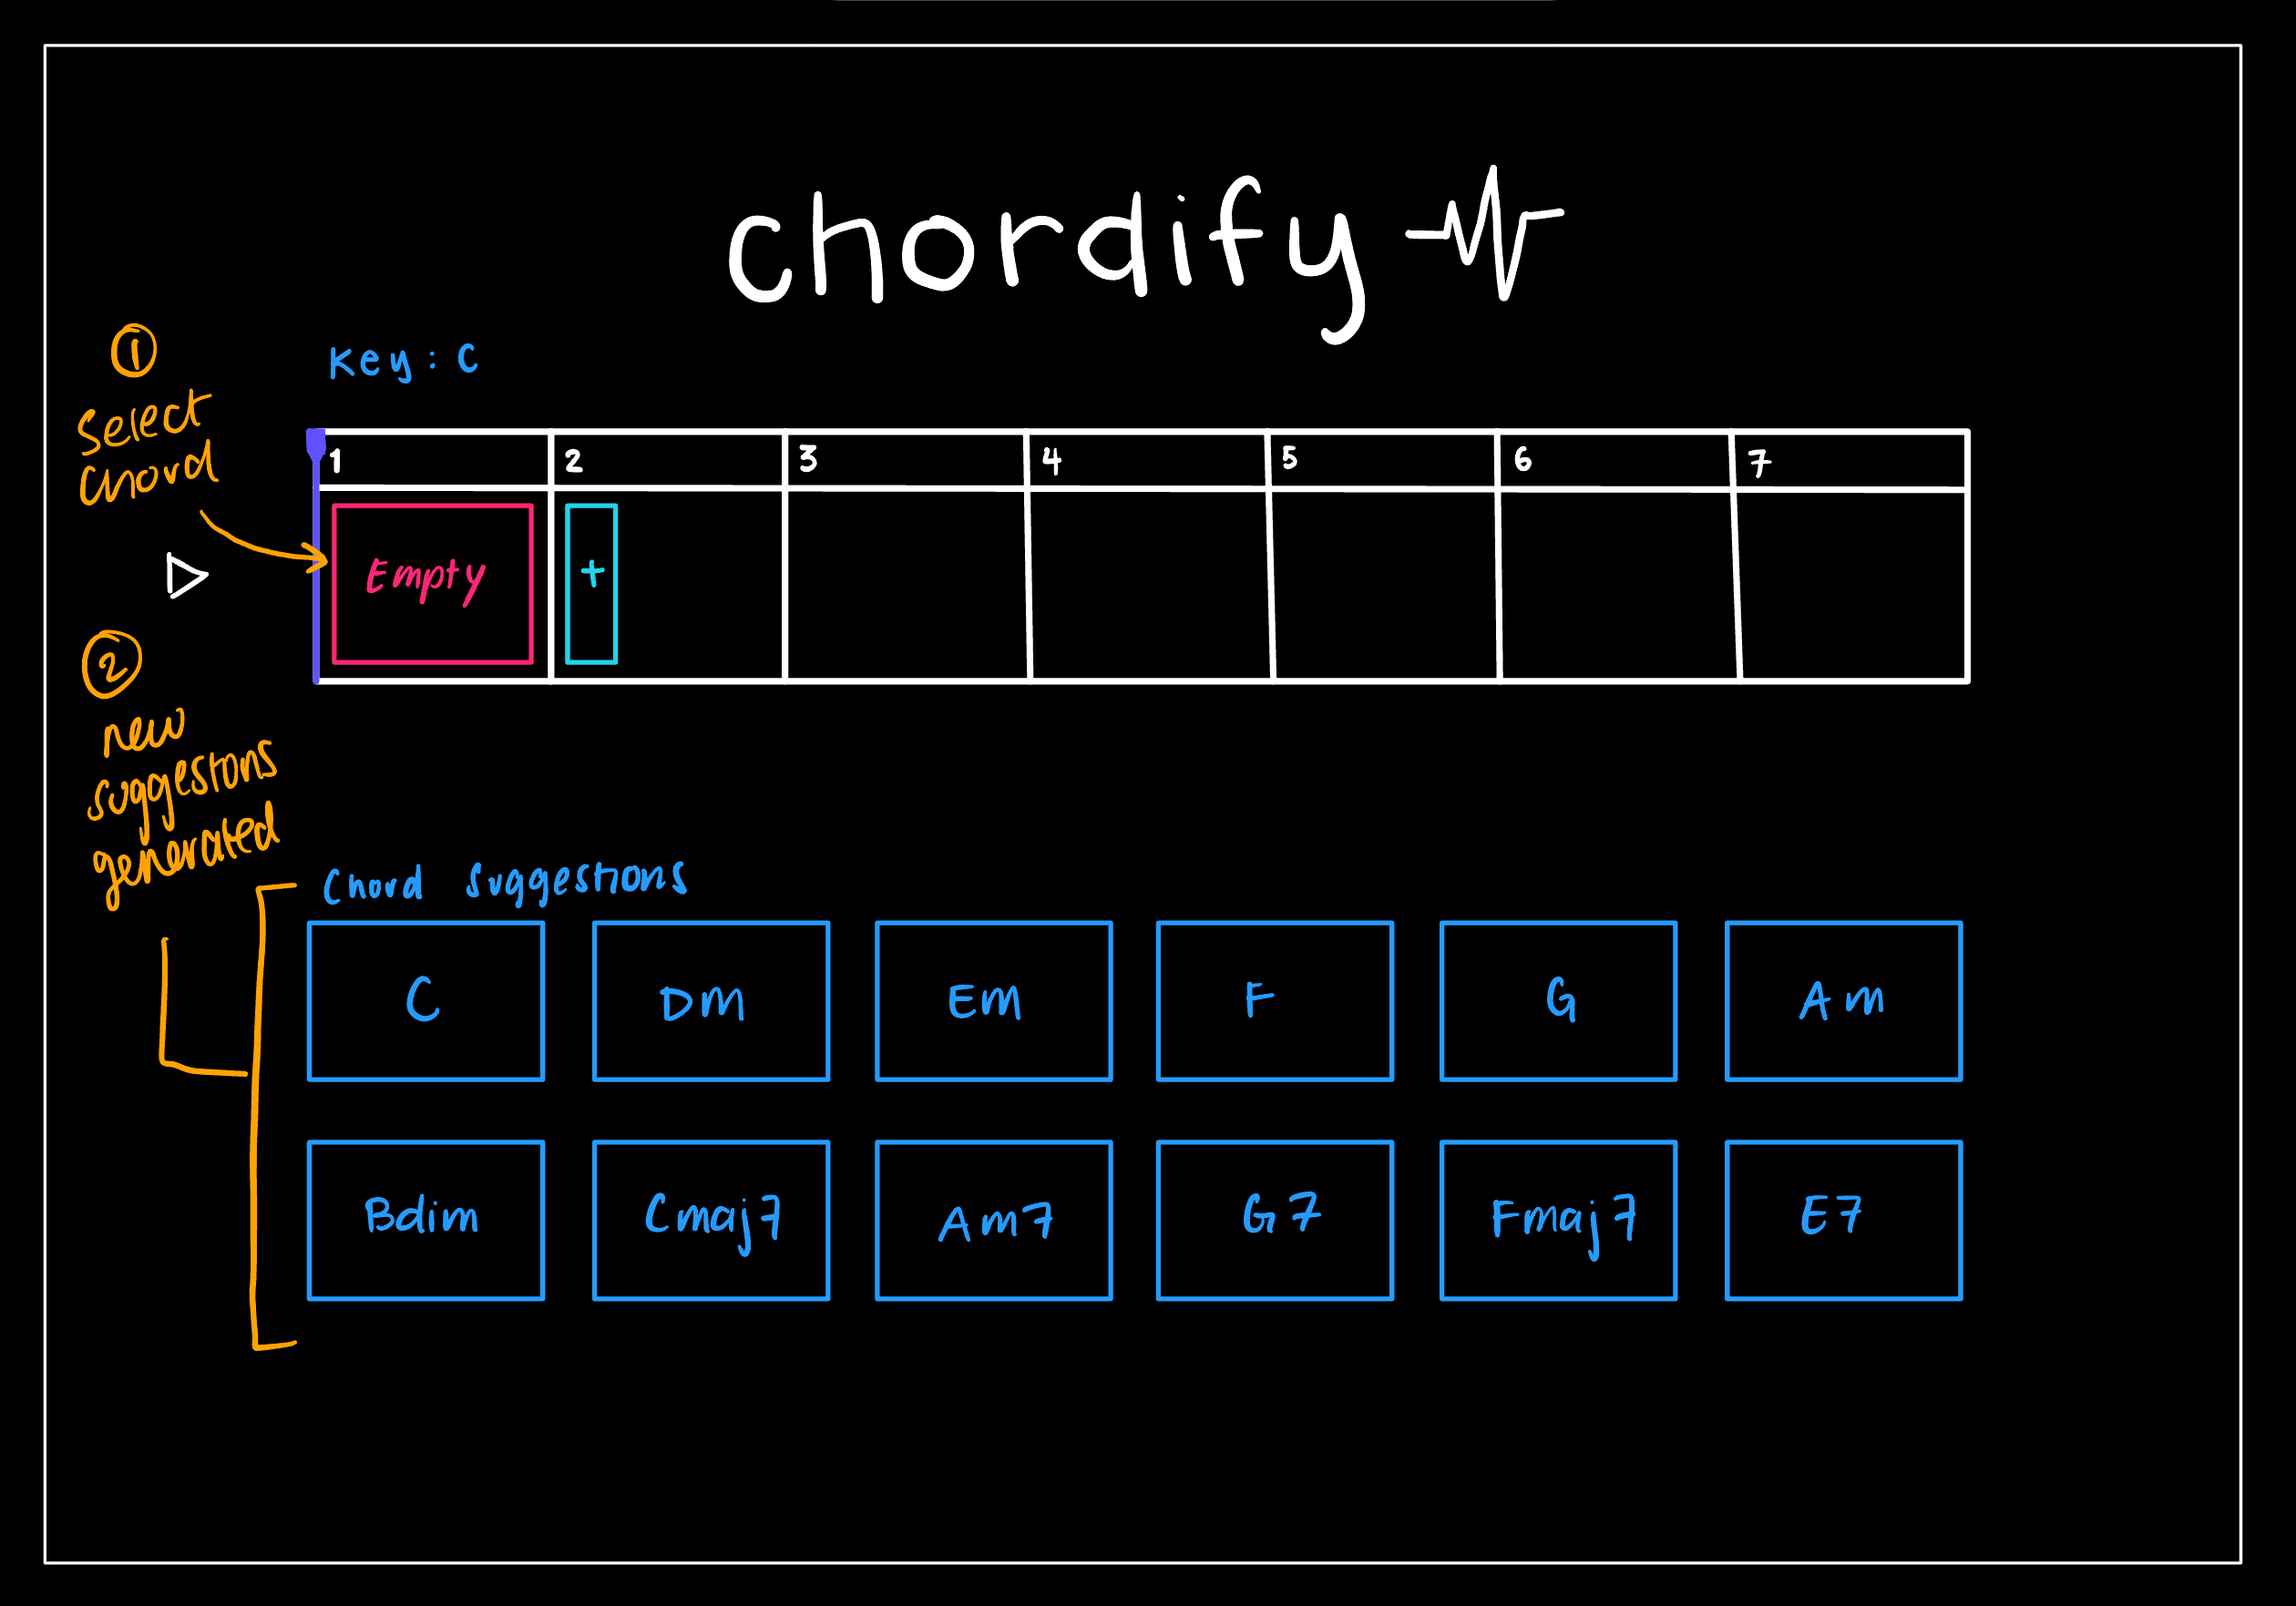 chordify
①
Key: C
Select
chord
1 2 3 4 5 6 7
Empty +
②
new
suggestons
generated
Chord Suggestions
C Dm Em F G Am
Bdim Cmaj7 Am7 G7 Fmaj7 E7